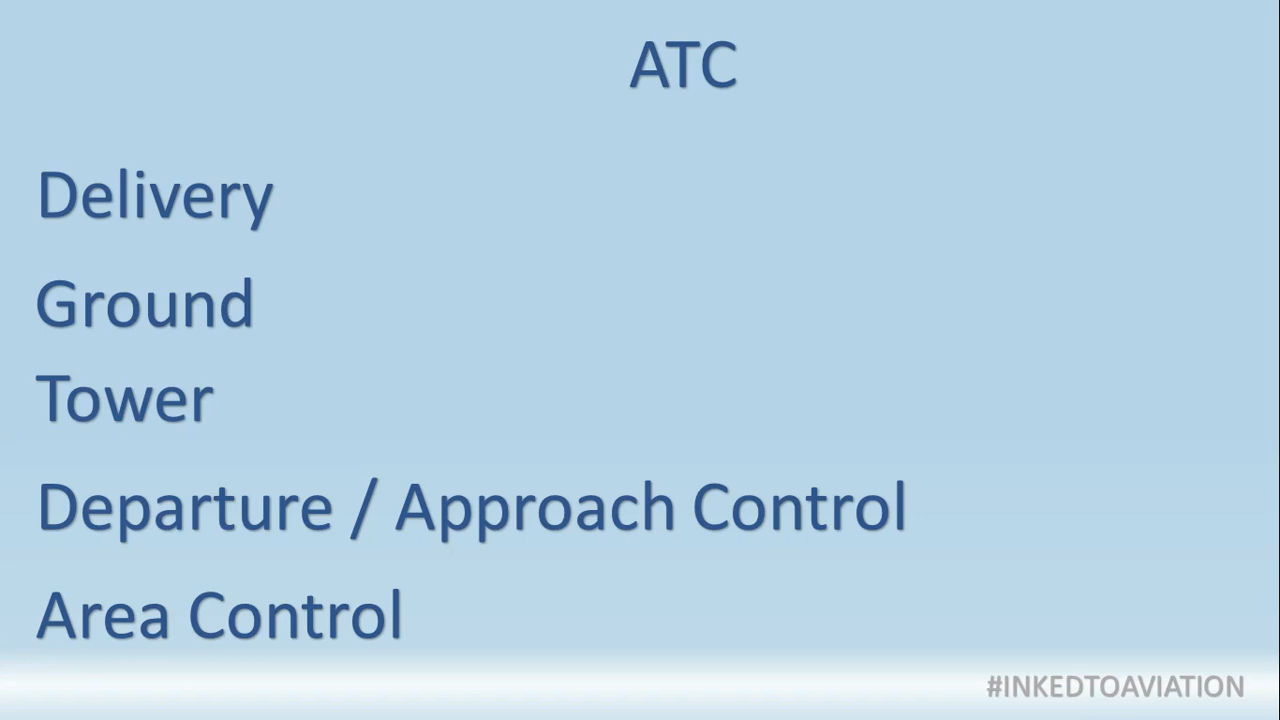 ATC
Delivery
Ground
Tower
Departure / Approach Control
Area Control
#INKEDTOAVIATION